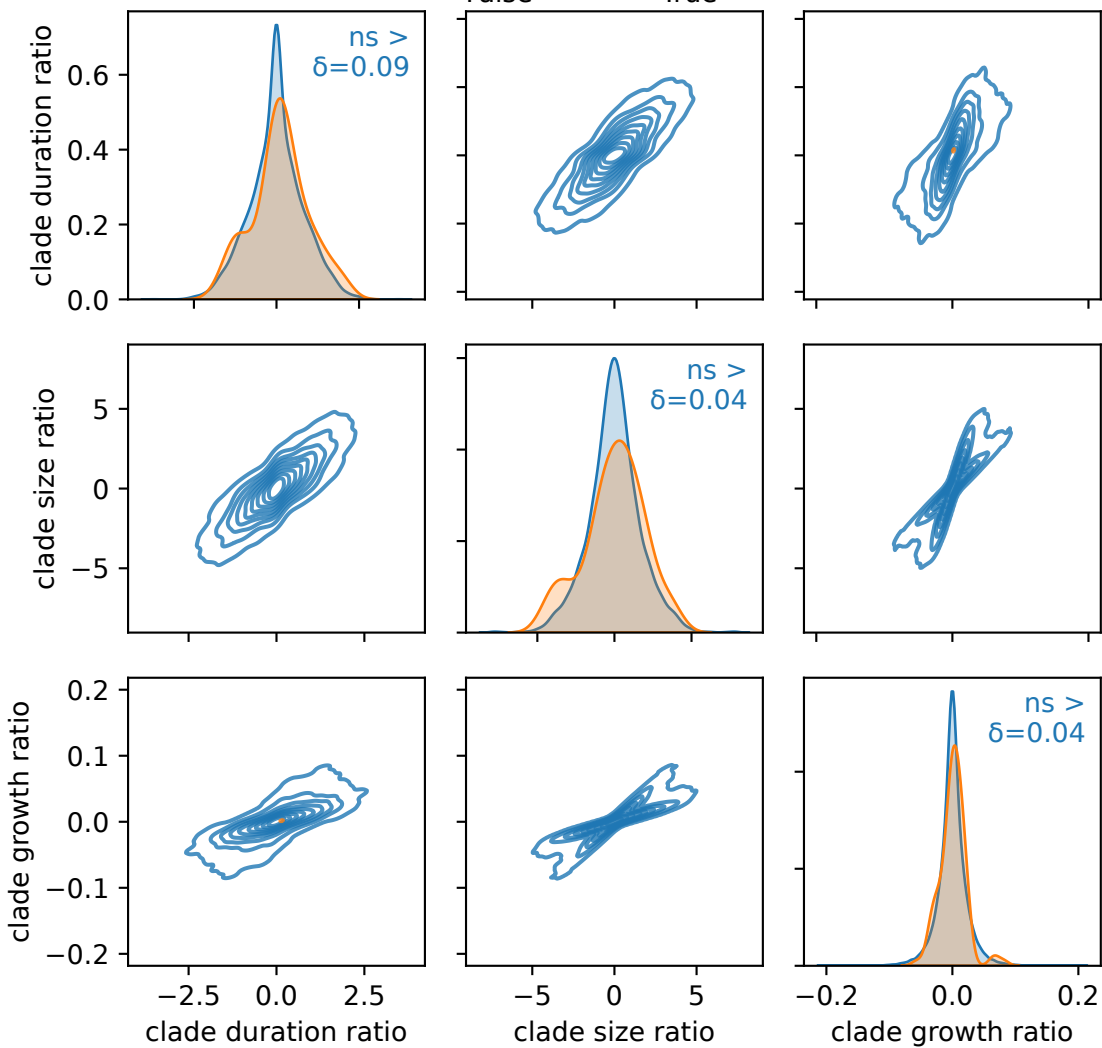 clade duration ratio
0.6
0.4
0.2
0.0
ns >
δ=0.09
clade size ratio
5
0
−5
ns >
δ=0.04
clade growth ratio
0.2
0.1
0.0
−0.1
−0.2
ns >
δ=0.04
−2.5 0.0 2.5
−5 0 5
−0.2 0.0 0.2
clade duration ratio
clade size ratio
clade growth ratio